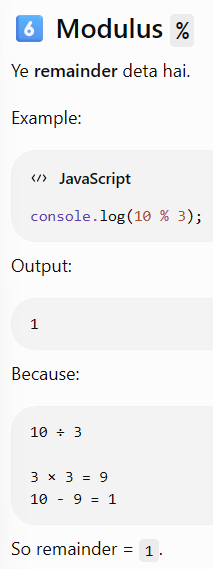 6 Modulus %
Ye remainder deta hai.
Example:
</> JavaScript
console.log(10 % 3);
Output:
1
Because:
10 ÷ 3
3 × 3 = 9
10 - 9 = 1
So remainder = 1.